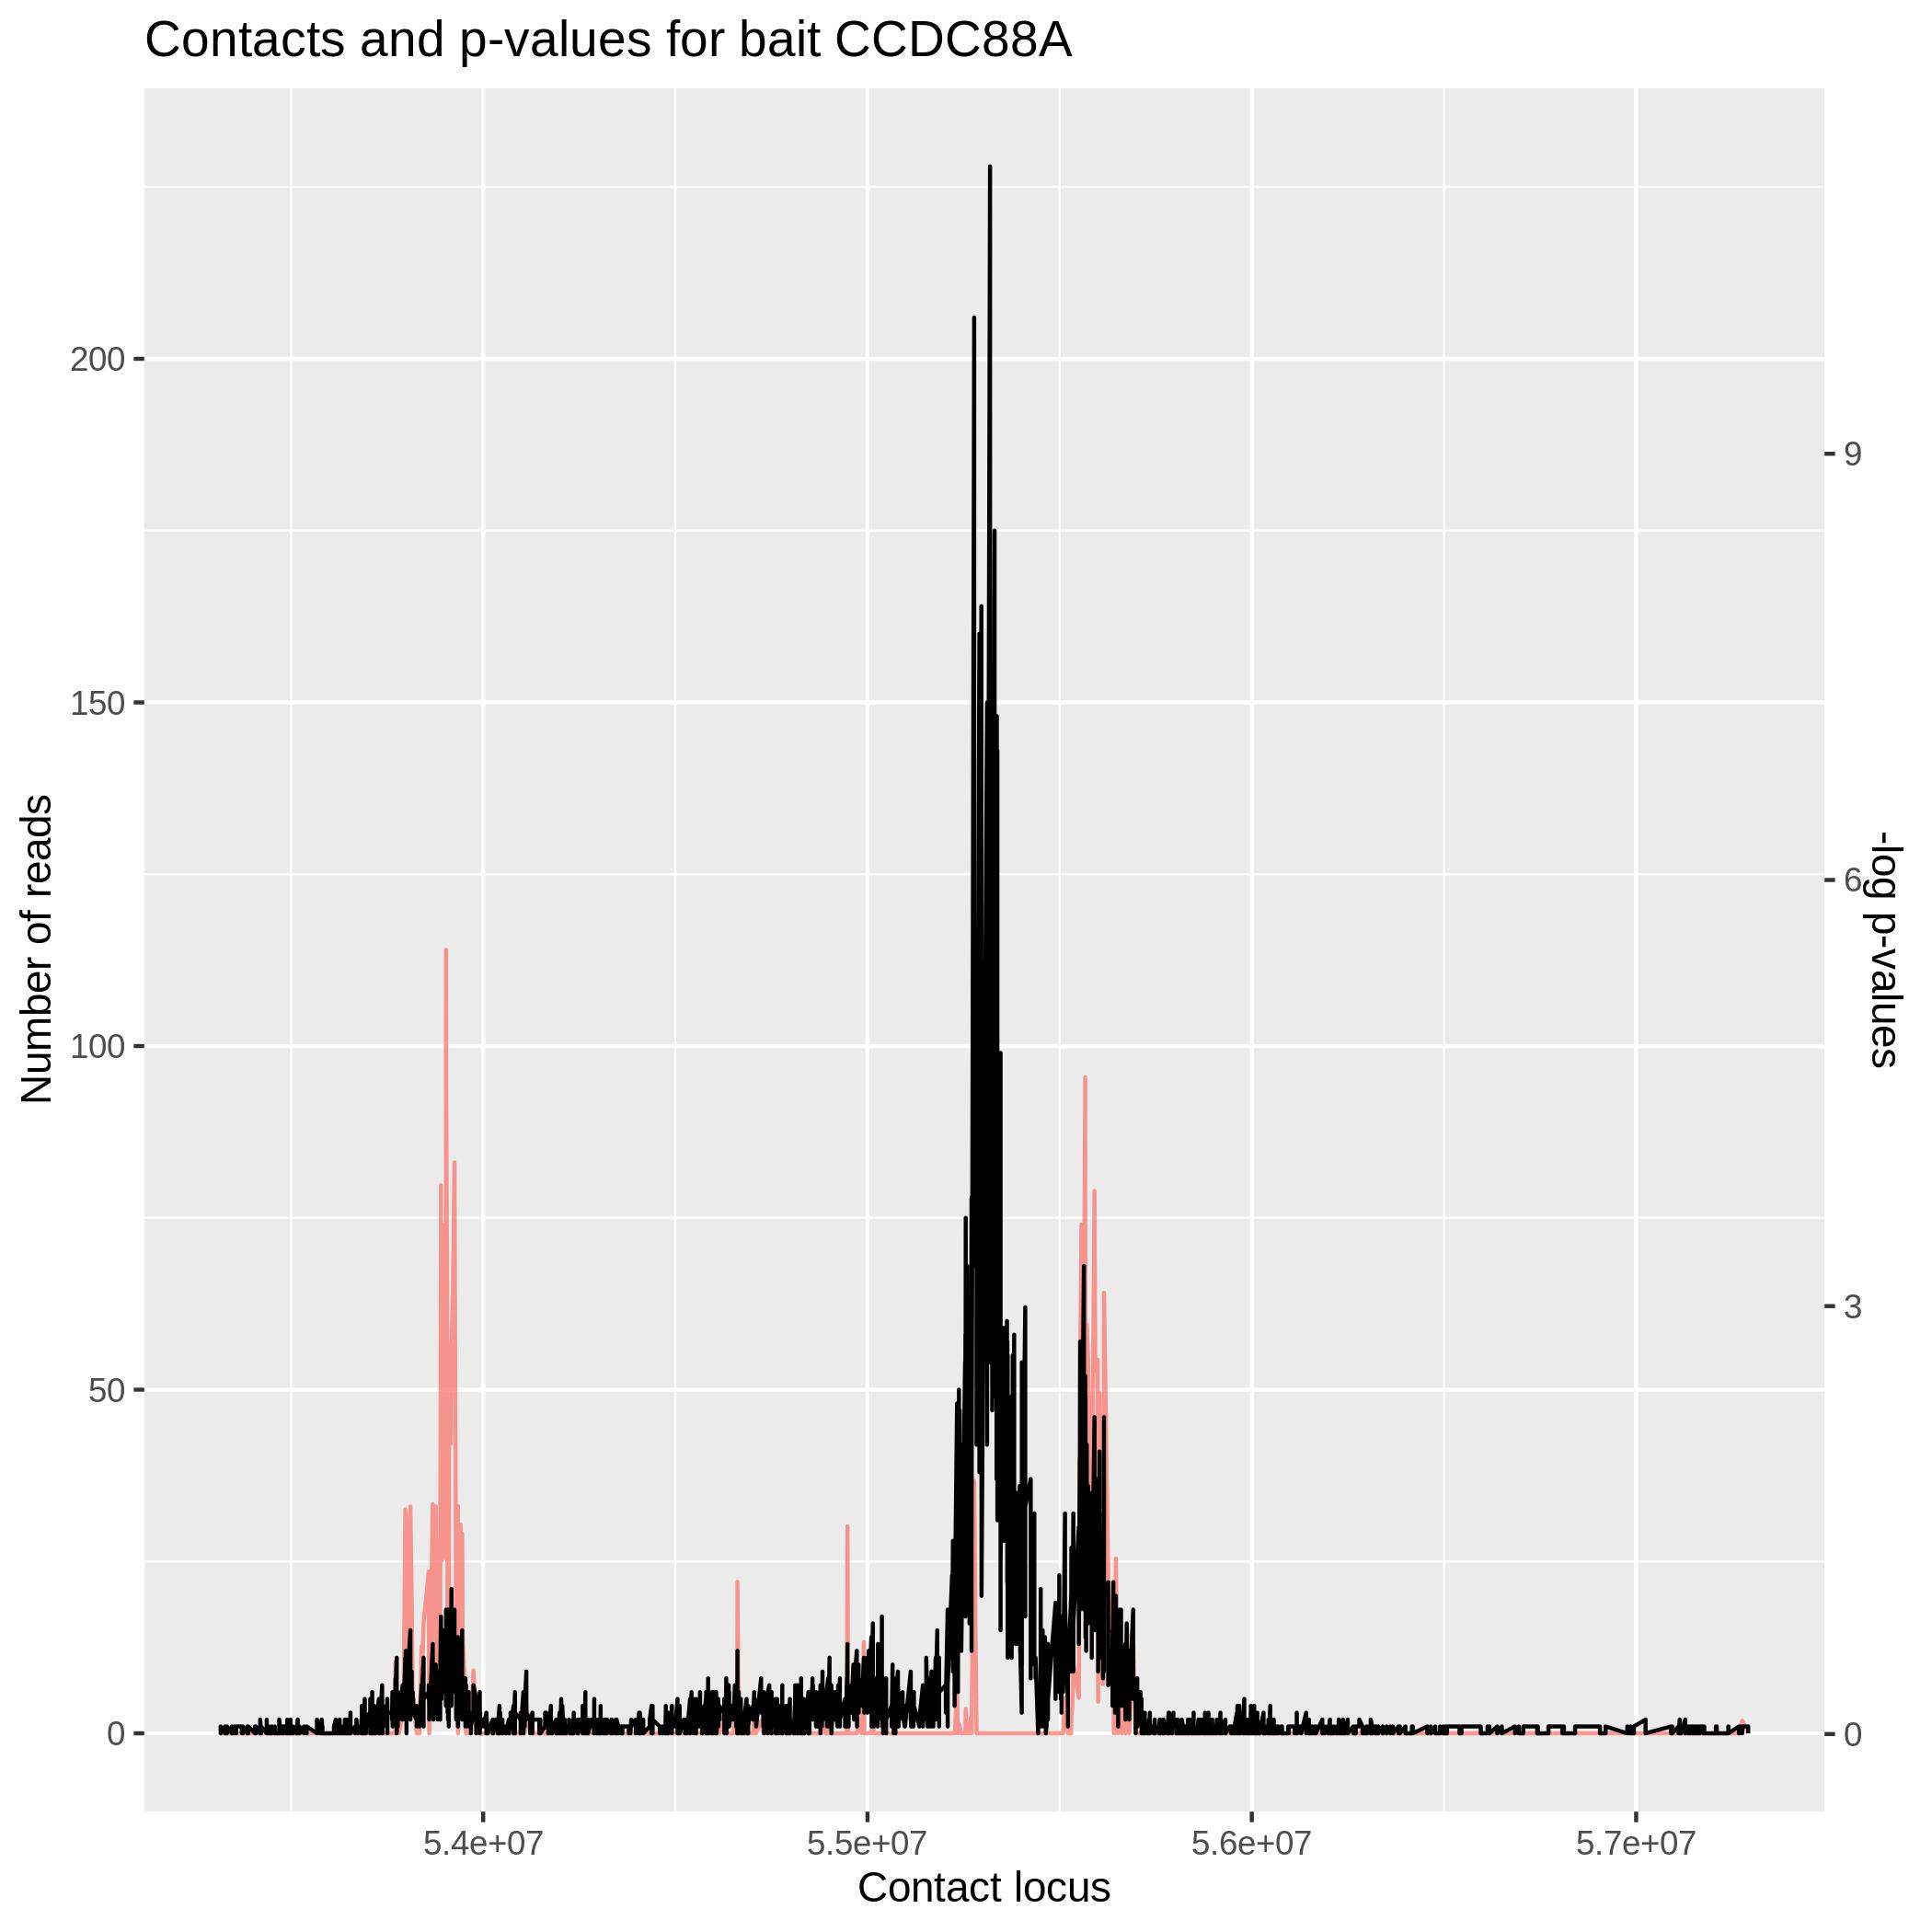 Contacts and p-values for bait CCDC88A
Number of reads
200
150
100
50
0
9
6
3
0
-log p-values
5.4e+07 5.5e+07 5.6e+07 5.7e+07
Contact locus